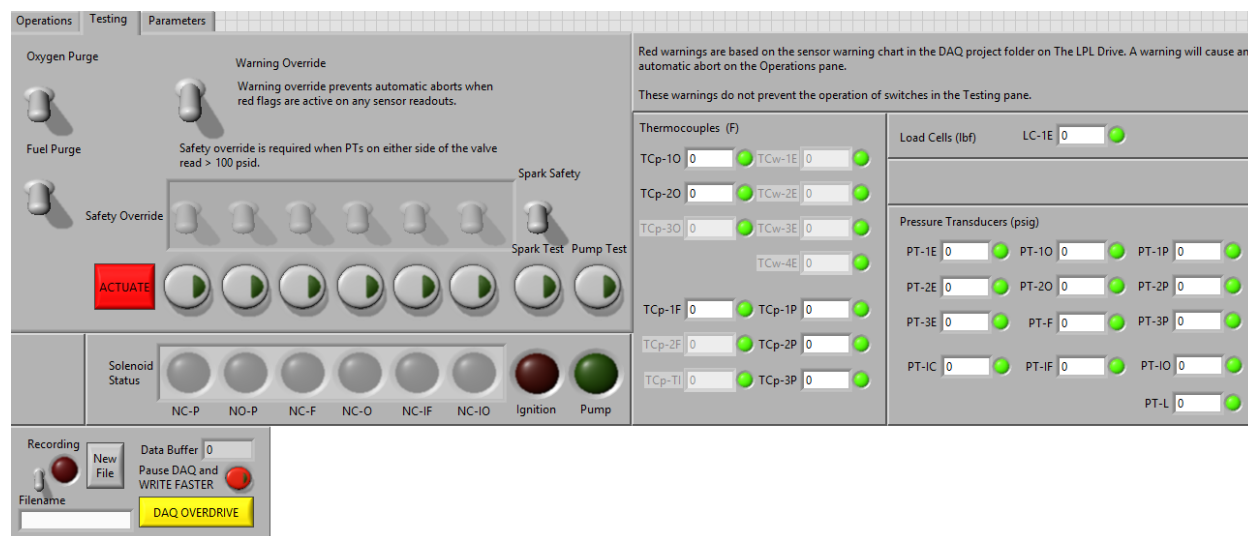 Operations Testing Parameters
Oxygen Purge
Warning Override
Warning override prevents automatic aborts when
red flags are active on any sensor readouts.
Fuel Purge
Safety override is required when PTs on either side of the valve
read > 100 psid.
Spark Safety
Safety Override
Spark Test Pump Test
ACTUATE
Solenoid
Status
NC-P NO-P NC-F NC-O NC-IF NC-IO Ignition Pump
Red warnings are based on the sensor warning chart in the DAQ project folder on The LPL Drive. A warning will cause an
automatic abort on the Operations pane.
These warnings do not prevent the operation of switches in the Testing pane.
Thermocouples (F)
TCp-1O 0 TCw-1E 0
TCp-2O 0 TCw-2E 0
TCp-3O 0 TCw-3E 0
TCw-4E 0
TCp-1F 0 TCp-1P 0
TCp-2F 0 TCp-2P 0
TCp-TI 0 TCp-3P 0
Load Cells (lbf) LC-1E 0
Pressure Transducers (psig)
PT-1E 0 PT-1O 0 PT-1P 0
PT-2E 0 PT-2O 0 PT-2P 0
PT-3E 0 PT-F 0 PT-3P 0
PT-IC 0 PT-IF 0 PT-IO 0
PT-L 0
Recording
New
File
Data Buffer 0
Pause DAQ and
WRITE FASTER
Filename
DAQ OVERDRIVE